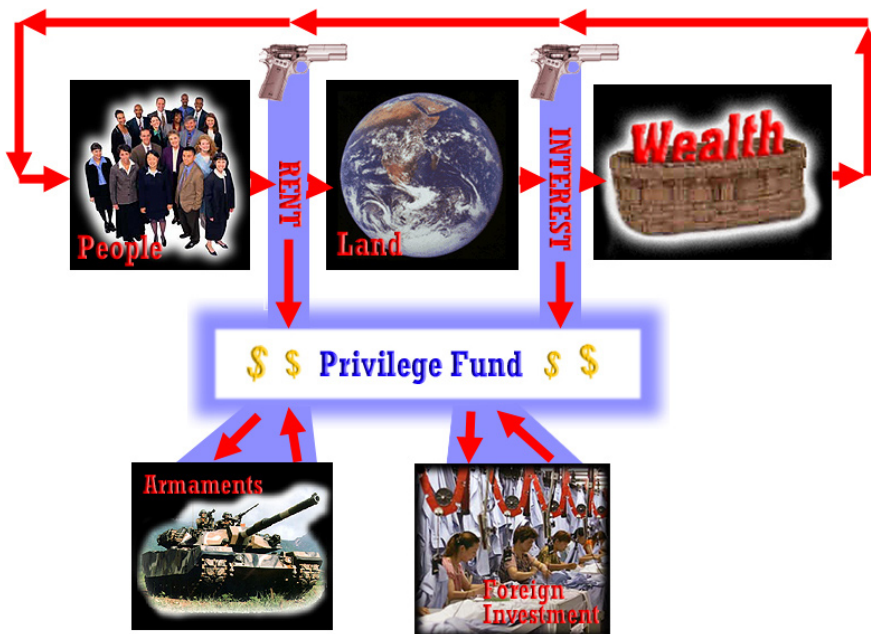 People
RENT
Land
INTEREST
Wealth
$ $ Privilege Fund $ $
Armaments
Foreign
Investment